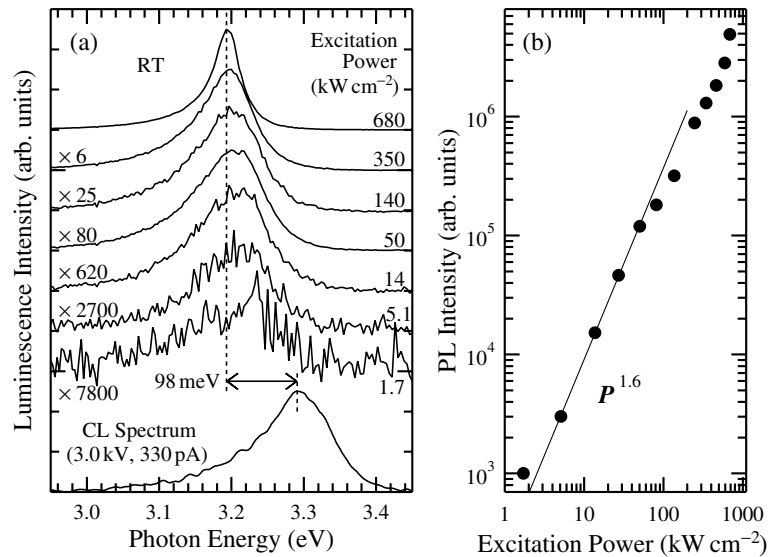 (a)
RT
Excitation
Power
(kW cm⁻²)
680
× 6
350
× 25
140
× 80
50
× 620
14
× 2700
5.1
× 7800
1.7
98 meV
CL Spectrum
(3.0 kV, 330 pA)
Luminescence Intensity (arb. units)
3.0
3.1
3.2
3.3
3.4
Photon Energy (eV)
(b)
PL Intensity (arb. units)
10⁶
10⁵
10⁴
10³
P 1.6
1
10
100
1000
Excitation Power (kW cm⁻²)